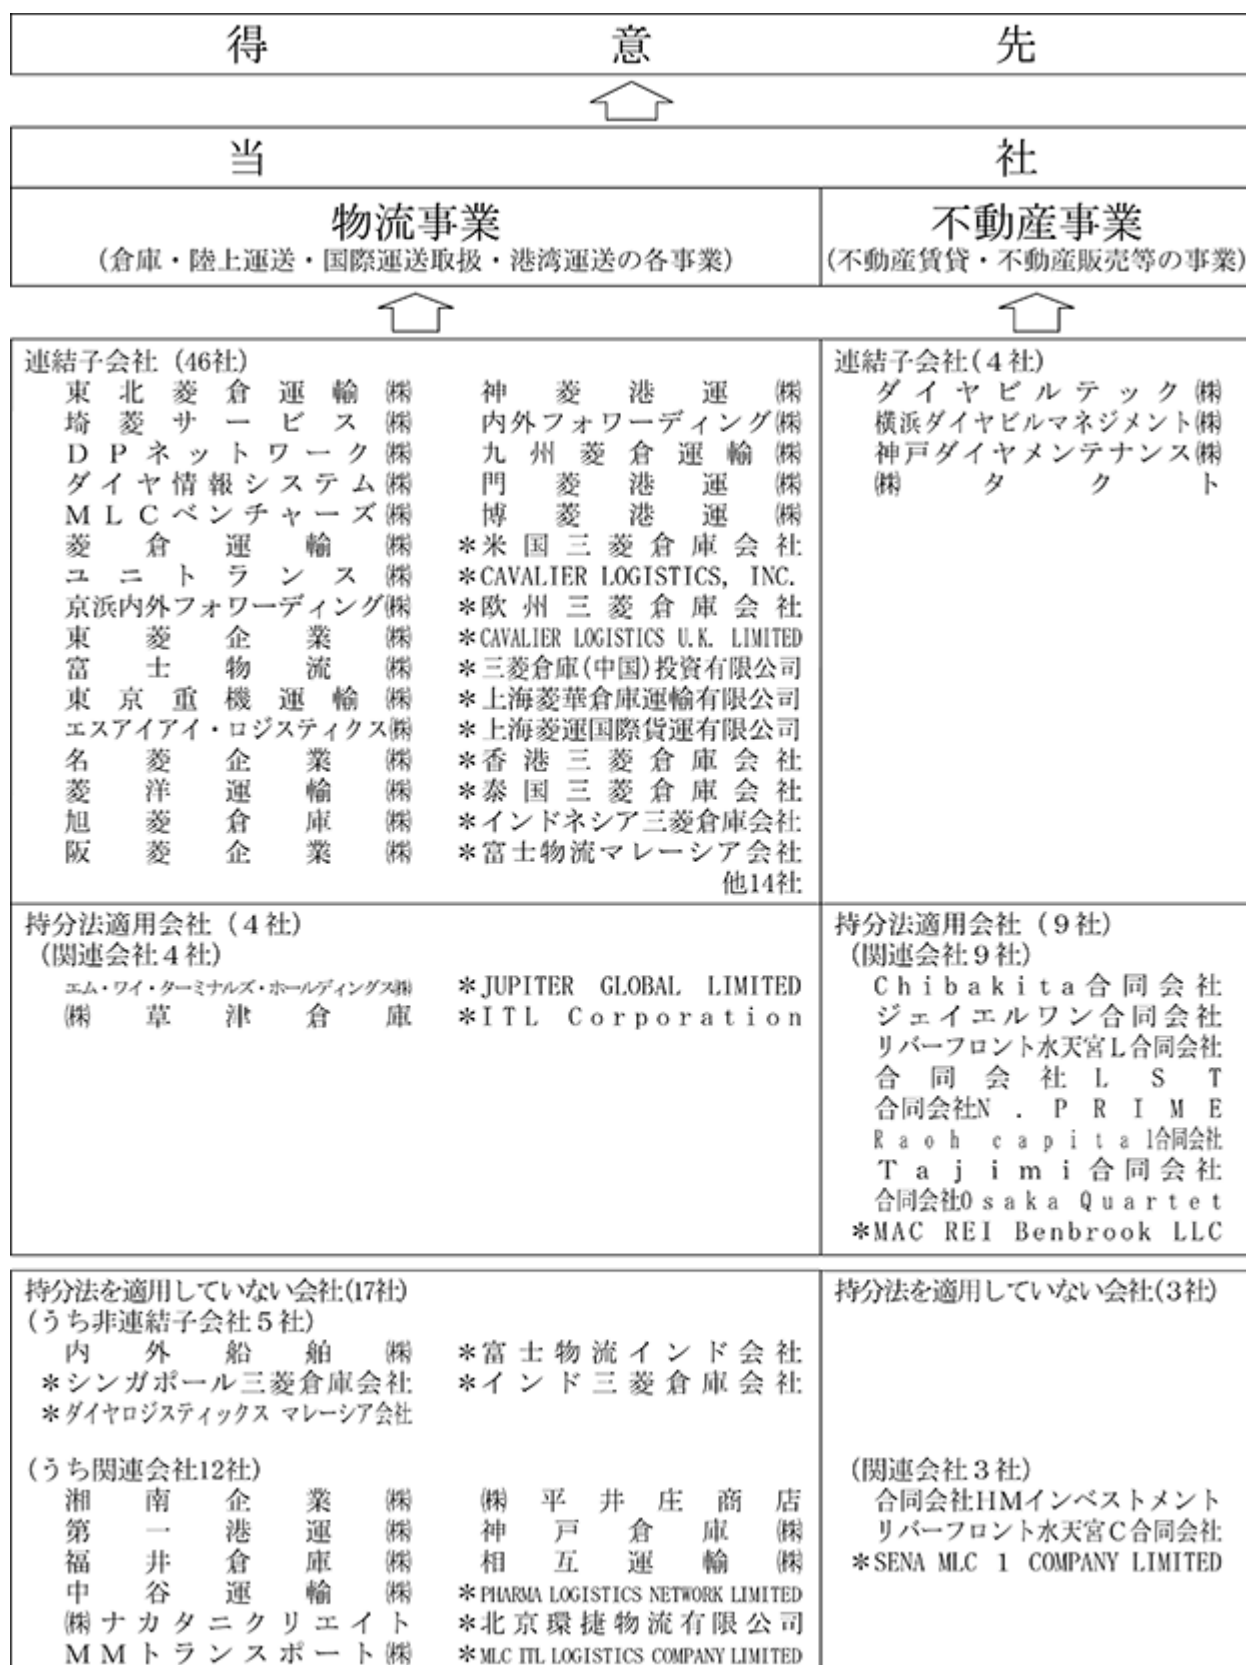 得意先
当社
物流事業
(倉庫・陸上運送・国際運送取扱・港湾運送の各事業)
不動産事業
(不動産賃貸・不動産販売等の事業)
連結子会社 (46社)
東北菱倉運輸㈱
埼菱サービス㈱
DPネットワーク㈱
ダイヤ情報システム㈱
MLCベンチャーズ㈱
菱倉運輸㈱
ユニトランス㈱
京浜内外フォワーディング㈱
東菱企業㈱
富士物流㈱
東京重機運輸㈱
エスアイアイ・ロジスティクス㈱
名菱企業㈱
菱洋運輸㈱
旭菱倉庫㈱
阪菱企業㈱
神菱港運㈱
内外フォワーディング㈱
九州菱倉運輸㈱
門菱港運㈱
博菱港運㈱
*米国三菱倉庫会社
*CAVALIER LOGISTICS, INC.
*欧州三菱倉庫会社
*CAVALIER LOGISTICS U.K. LIMITED
*三菱倉庫(中国)投資有限公司
*上海菱華倉庫運輸有限公司
*上海菱運国際貨運有限公司
*香港三菱倉庫会社
*泰国三菱倉庫会社
*インドネシア三菱倉庫会社
*富士物流マレーシア会社
他14社
連結子会社(4社)
ダイヤビルテック㈱
横浜ダイヤビルマネジメント㈱
神戸ダイヤメンテナンス㈱
㈱タクト
持分法適用会社 (4社)
(関連会社4社)
エム・ワイ・ターミナルズ・ホールディングス㈱
㈱草津倉庫
*JUPITER GLOBAL LIMITED
*ITL Corporation
持分法適用会社 (9社)
(関連会社9社)
Chibakita合同会社
ジェイエルワン合同会社
リバーフロント水天宮L合同会社
合同会社LST
合同会社N.PRIME
Raoh capital合同会社
Tajimi合同会社
合同会社Osaka Quartet
*MAC REI Benbrook LLC
持分法を適用していない会社(17社)
(うち非連結子会社5社)
内外船舶㈱
*シンガポール三菱倉庫会社
*ダイヤロジスティックス マレーシア会社
*富士物流インド会社
*インド三菱倉庫会社
(うち関連会社12社)
湘南企業㈱
第一港運㈱
福井倉庫㈱
中谷運輸㈱
㈱ナカタニクリエイト
MMトランスポート㈱
㈱平井庄商店
神戸倉庫㈱
相互運輸㈱
*PHARMA LOGISTICS NETWORK LIMITED
*北京環捷物流有限公司
*MLC ITL LOGISTICS COMPANY LIMITED
持分法を適用していない会社(3社)
(関連会社3社)
合同会社HMインベストメント
リバーフロント水天宮C合同会社
*SENA MLC 1 COMPANY LIMITED